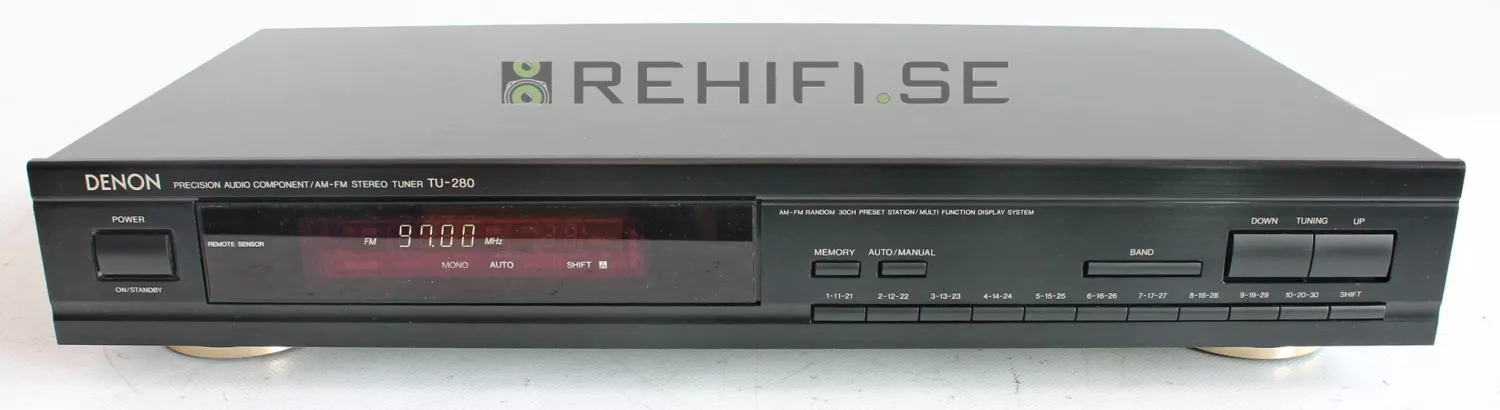 REHIFI.SE
DENON PRECISION AUDIO COMPONENT/AM-FM STEREO TUNER TU-280
POWER
ON/STANDBY
REMOTE SENSOR
FM 97.00 MHz
MONO AUTO SHIFT A
AM-FM RANDOM 30CH PRESET STATION/MULTI FUNCTION DISPLAY SYSTEM
DOWN TUNING UP
MEMORY AUTO/MANUAL BAND
1-11-21 2-12-22 3-13-23 4-14-24 5-15-25 6-16-26 7-17-27 8-18-28 9-19-29 10-20-30 SHIFT